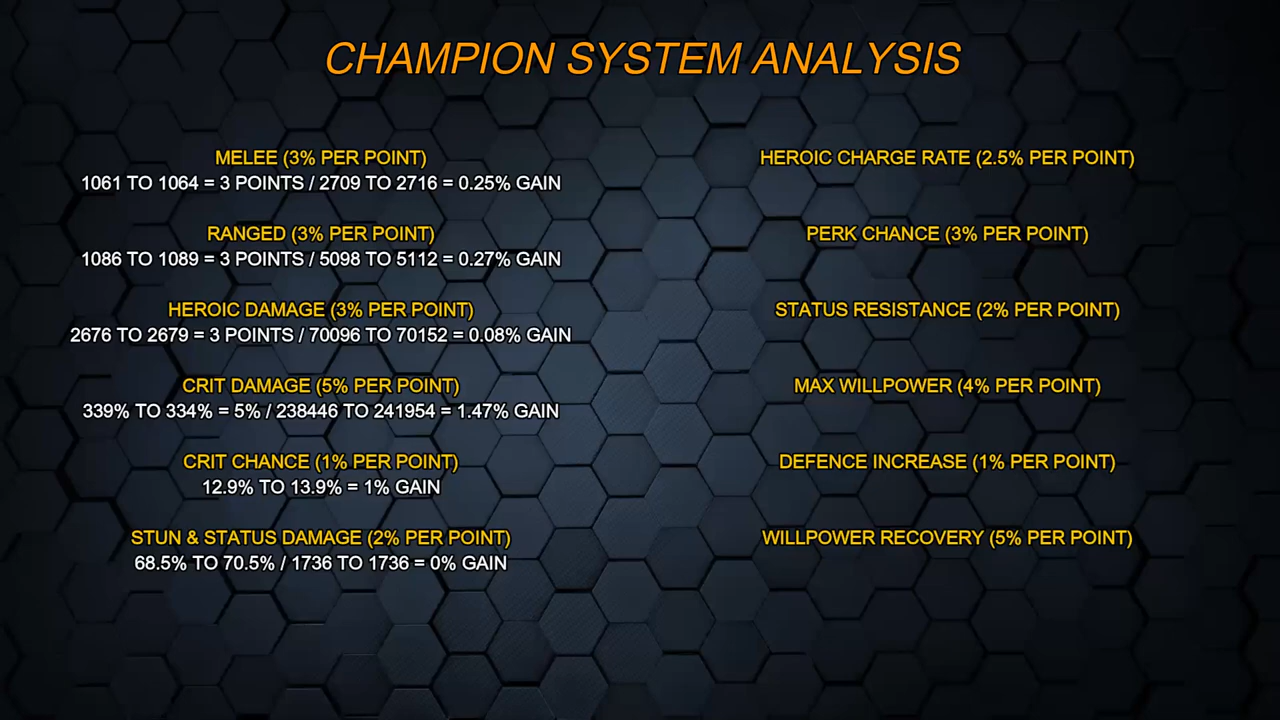 CHAMPION SYSTEM ANALYSIS
MELEE (3% PER POINT)
1061 TO 1064 = 3 POINTS / 2709 TO 2716 = 0.25% GAIN
RANGED (3% PER POINT)
1086 TO 1089 = 3 POINTS / 5098 TO 5112 = 0.27% GAIN
HEROIC DAMAGE (3% PER POINT)
2676 TO 2679 = 3 POINTS / 70096 TO 70152 = 0.08% GAIN
CRIT DAMAGE (5% PER POINT)
339% TO 334% = 5% / 238446 TO 241954 = 1.47% GAIN
CRIT CHANCE (1% PER POINT)
12.9% TO 13.9% = 1% GAIN
STUN & STATUS DAMAGE (2% PER POINT)
68.5% TO 70.5% / 1736 TO 1736 = 0% GAIN
HEROIC CHARGE RATE (2.5% PER POINT)
PERK CHANCE (3% PER POINT)
STATUS RESISTANCE (2% PER POINT)
MAX WILLPOWER (4% PER POINT)
DEFENCE INCREASE (1% PER POINT)
WILLPOWER RECOVERY (5% PER POINT)